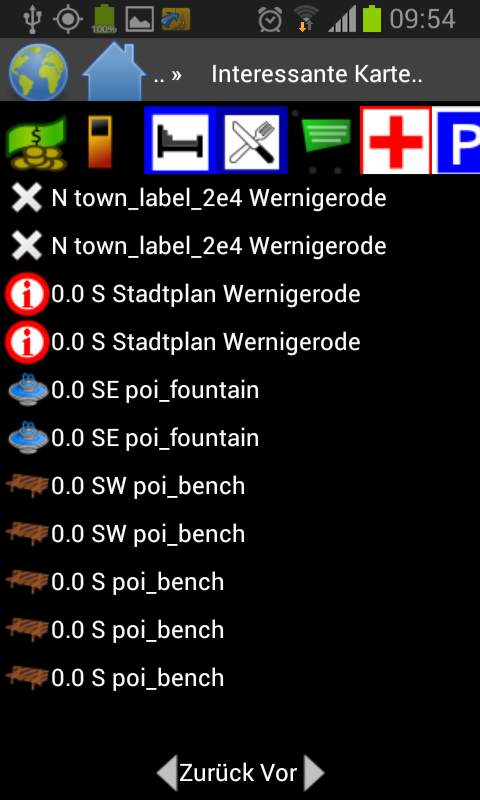 100%
09:54
.. » Interessante Karte..
$
P
N town_label_2e4 Wernigerode
N town_label_2e4 Wernigerode
i 0.0 S Stadtplan Wernigerode
i 0.0 S Stadtplan Wernigerode
0.0 SE poi_fountain
0.0 SE poi_fountain
0.0 SW poi_bench
0.0 SW poi_bench
0.0 S poi_bench
0.0 S poi_bench
0.0 S poi_bench
Zurück Vor